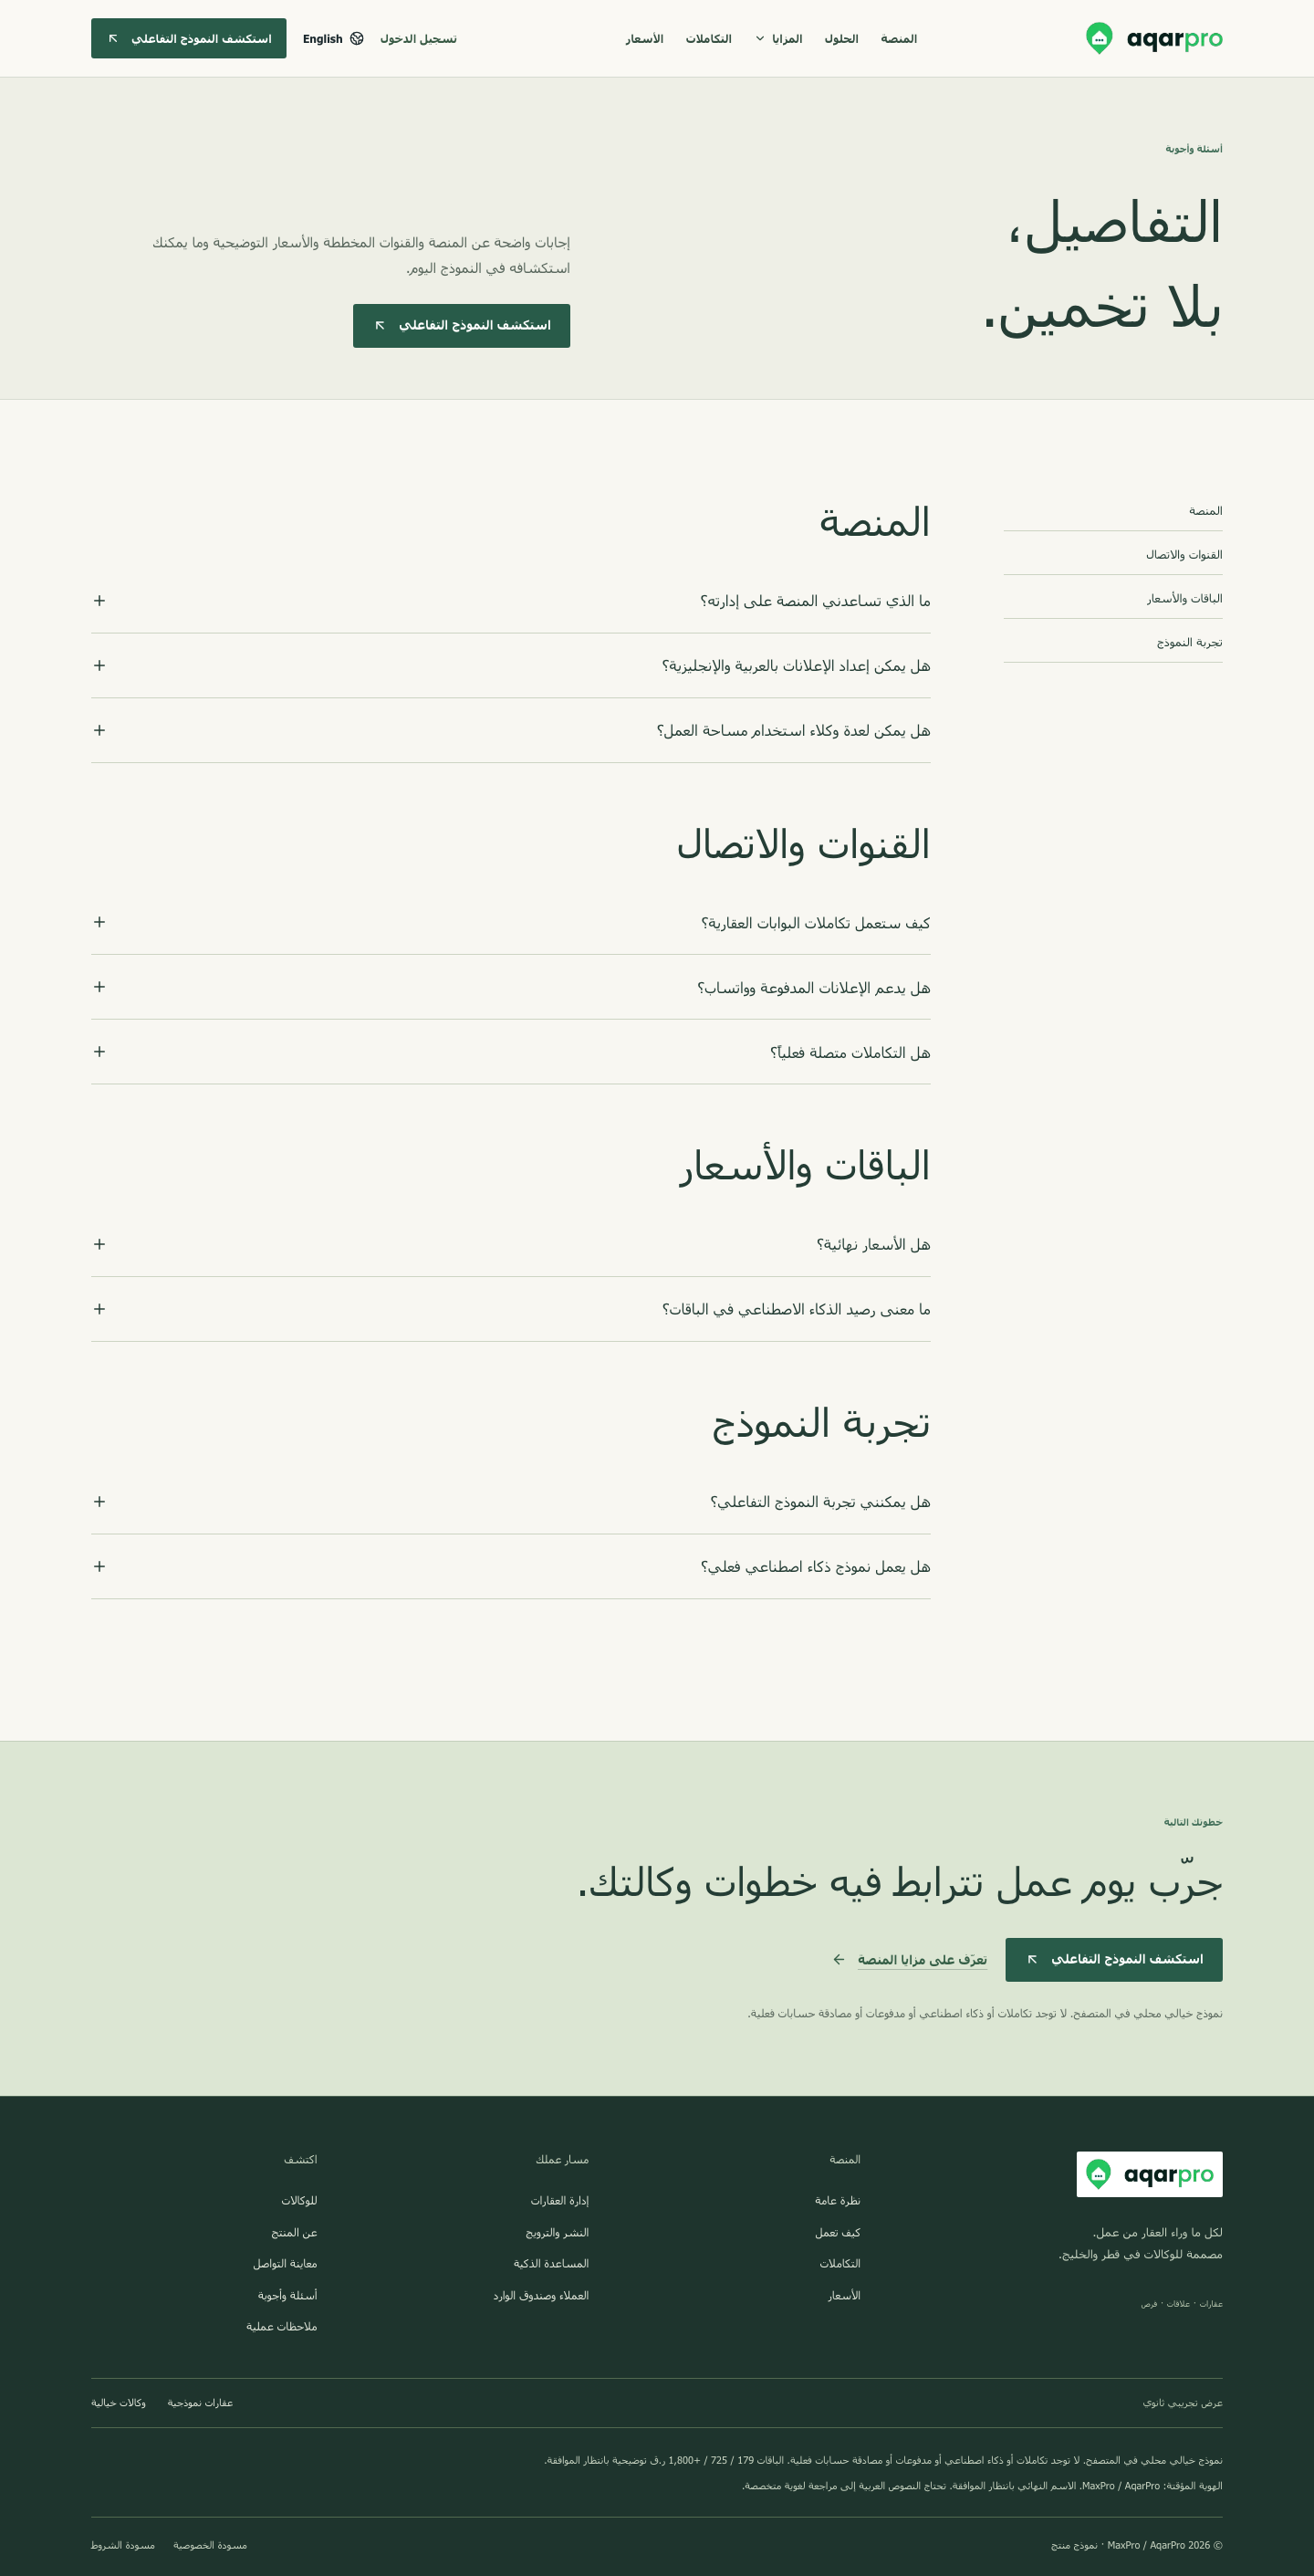 aqarpro
المنصة
الحلول
المزايا
التكاملات
الأسعار
تسجيل الدخول
English
استكشف النموذج التفاعلي
أسئلة وأجوبة
التفاصيل،
بلا تخمين.
إجابات واضحة عن المنصة والقنوات المخططة والأسعار التوضيحية وما يمكنك
استكشافه في النموذج اليوم.
استكشف النموذج التفاعلي
المنصة
القنوات والاتصال
الباقات والأسعار
تجربة النموذج
المنصة
ما الذي تساعدني المنصة على إدارته؟
هل يمكن إعداد الإعلانات بالعربية والإنجليزية؟
هل يمكن لعدة وكلاء استخدام مساحة العمل؟
القنوات والاتصال
كيف ستعمل تكاملات البوابات العقارية؟
هل يدعم الإعلانات المدفوعة وواتساب؟
هل التكاملات متصلة فعلياً؟
الباقات والأسعار
هل الأسعار نهائية؟
ما معنى رصيد الذكاء الاصطناعي في الباقات؟
تجربة النموذج
هل يمكنني تجربة النموذج التفاعلي؟
هل يعمل نموذج ذكاء اصطناعي فعلي؟
خطوتك التالية
جرّب يوم عمل تترابط فيه خطوات وكالتك.
استكشف النموذج التفاعلي
تعرّف على مزايا المنصة
نموذج خيالي محلي في المتصفح. لا توجد تكاملات أو ذكاء اصطناعي أو مدفوعات أو مصادقة حسابات فعلية.
aqarpro
لكل ما وراء العقار من عمل.
مصممة للوكالات في قطر والخليج.
عقارات · علاقات · فرص
المنصة
نظرة عامة
كيف تعمل
التكاملات
الأسعار
مسار عملك
إدارة العقارات
النشر والترويج
المساعدة الذكية
العملاء وصندوق الوارد
اكتشف
للوكالات
عن المنتج
معاينة التواصل
أسئلة وأجوبة
ملاحظات عملية
عرض تجريبي ثانوي
عقارات نموذجية
وكالات خيالية
نموذج خيالي محلي في المتصفح. لا توجد تكاملات أو ذكاء اصطناعي أو مدفوعات أو مصادقة حسابات فعلية. الباقات 179 / 725 / +1,800 ر.ق توضيحية بانتظار الموافقة.
الهوية المؤقتة: MaxPro / AqarPro. الاسم النهائي بانتظار الموافقة. تحتاج النصوص العربية إلى مراجعة لغوية متخصصة.
© 2026 MaxPro / AqarPro · نموذج منتج
مسودة الخصوصية
مسودة الشروط